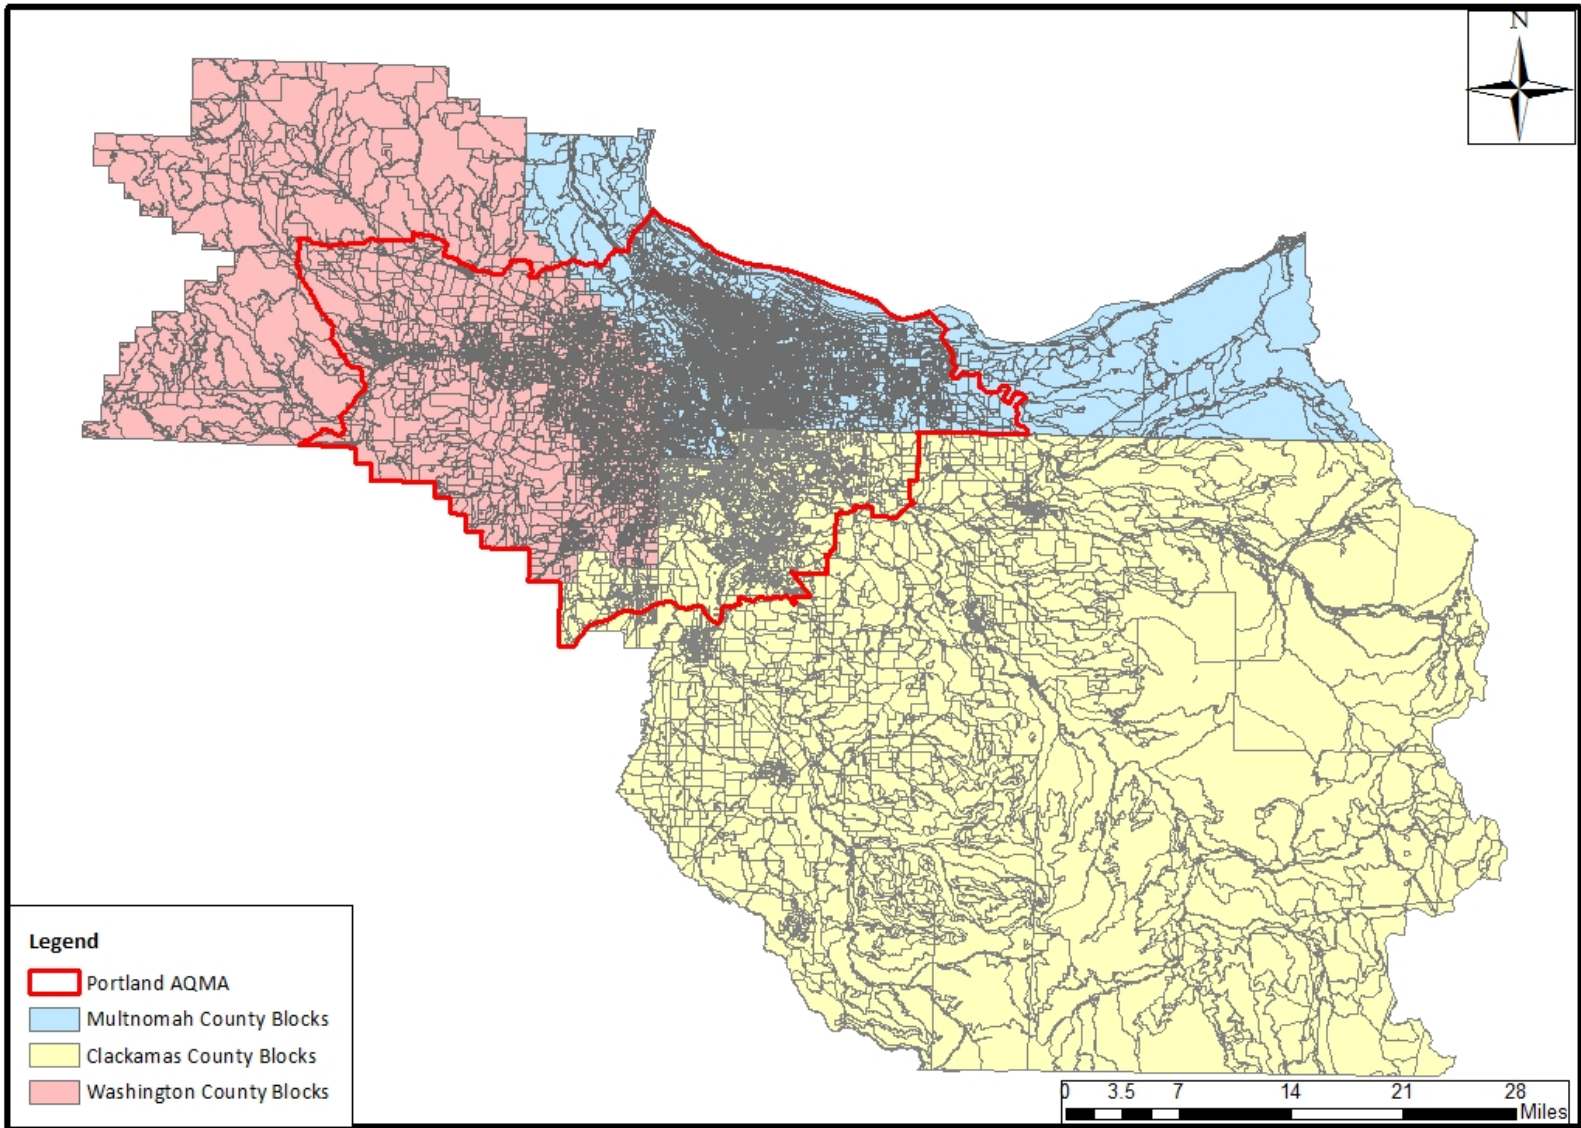 N
Legend
Portland AQMA
Multnomah County Blocks
Clackamas County Blocks
Washington County Blocks
0 3.5 7 14 21 28
Miles